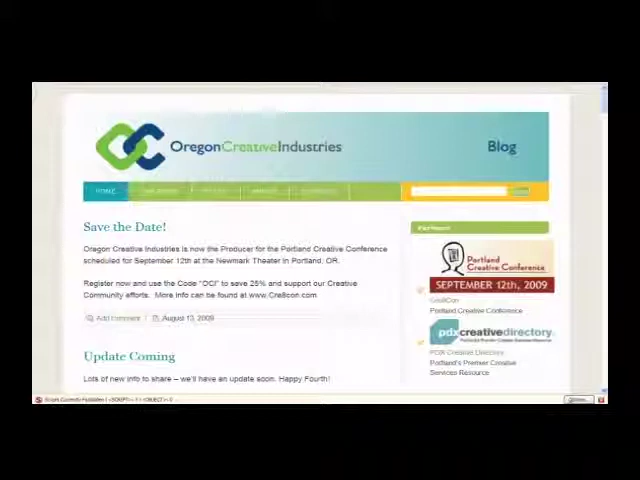 OregonCreativeIndustries
Blog
HOME
Save the Date!
Oregon Creative Industries is now the Producer for the Portland Creative Conference
scheduled for September 12th at the Newmark Theater in Portland, OR.
Register now and use the Code "OCI" to save 25% and support our Creative
Community efforts. More info can be found at www.Cre8con.com
Add comment
August 13, 2009
Update Coming
Lots of new info to share – we'll have an update soon. Happy Fourth!
Partners
Portland
Creative Conference
SEPTEMBER 12th, 2009
Cre8Con
Portland Creative Conference
pdxcreativedirectory.
PDX Creative Directory
Portland's Premier Creative
Services Resource